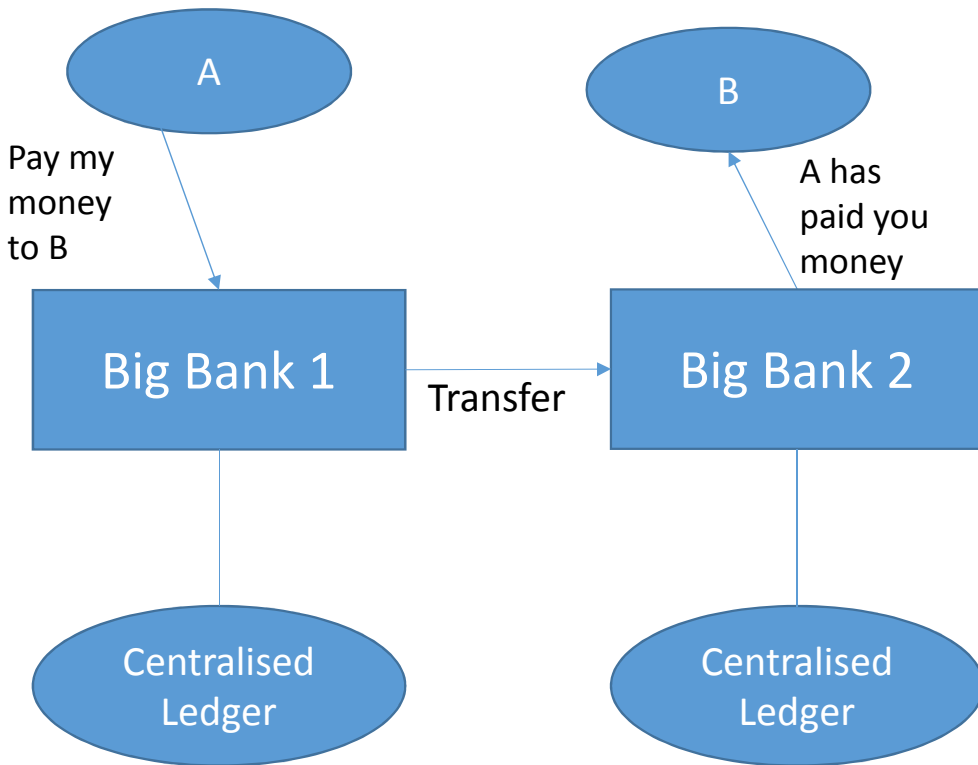 A
B
Pay my
money
to B
A has
paid you
money
Big Bank 1
Transfer
Big Bank 2
Centralised
Ledger
Centralised
Ledger